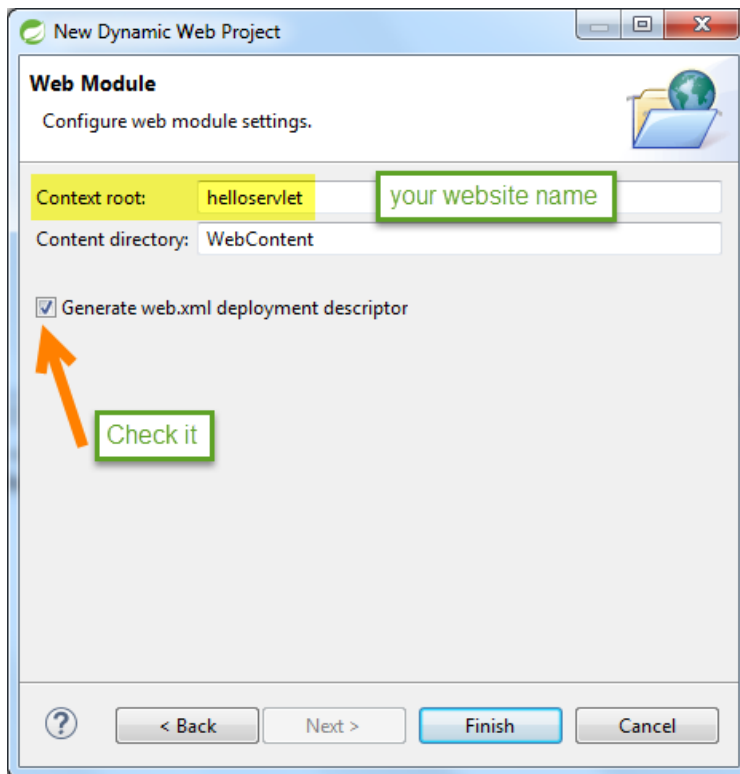 New Dynamic Web Project
Web Module
Configure web module settings.
Context root: helloservlet your website name
Content directory: WebContent
Generate web.xml deployment descriptor
Check it
? < Back Next > Finish Cancel